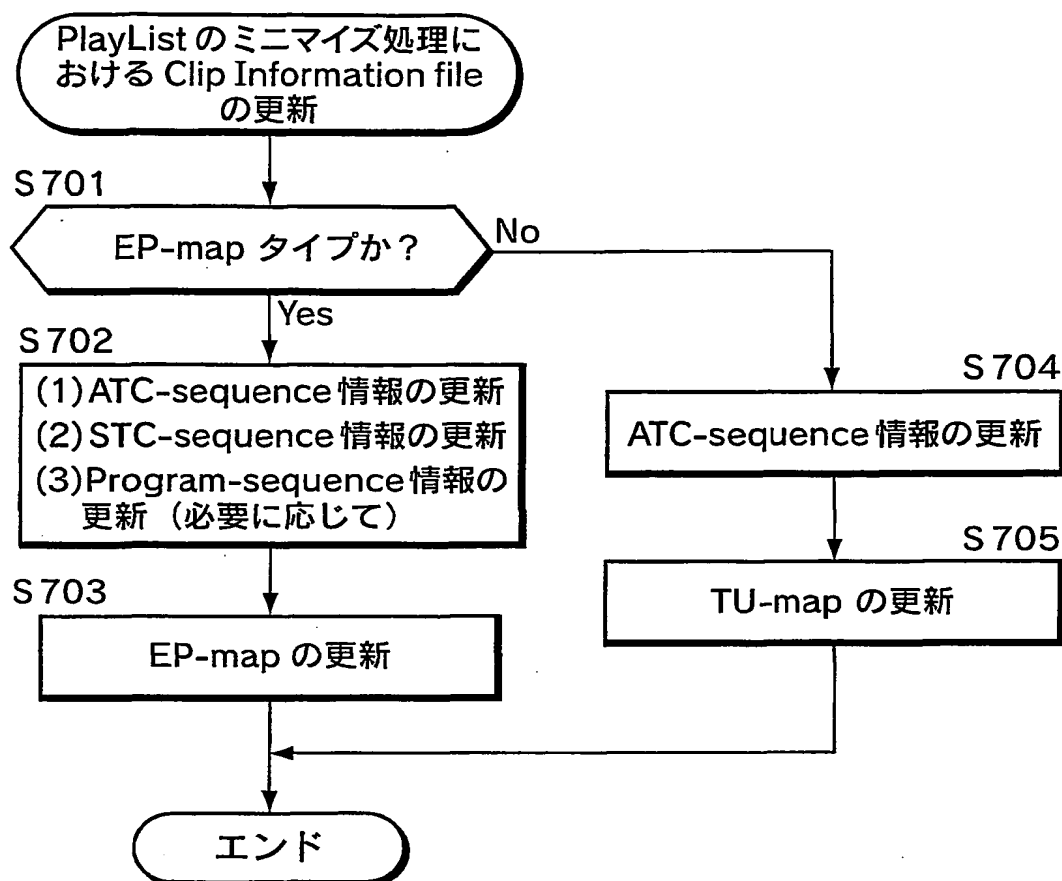 PlayList のミニマイズ処理に
おける Clip Information file
の更新
S701
EP-map タイプか?
No
Yes
S702
(1)ATC-sequence 情報の更新
(2)STC-sequence 情報の更新
(3)Program-sequence 情報の
更新（必要に応じて）
S703
EP-map の更新
S704
ATC-sequence 情報の更新
S705
TU-map の更新
エンド